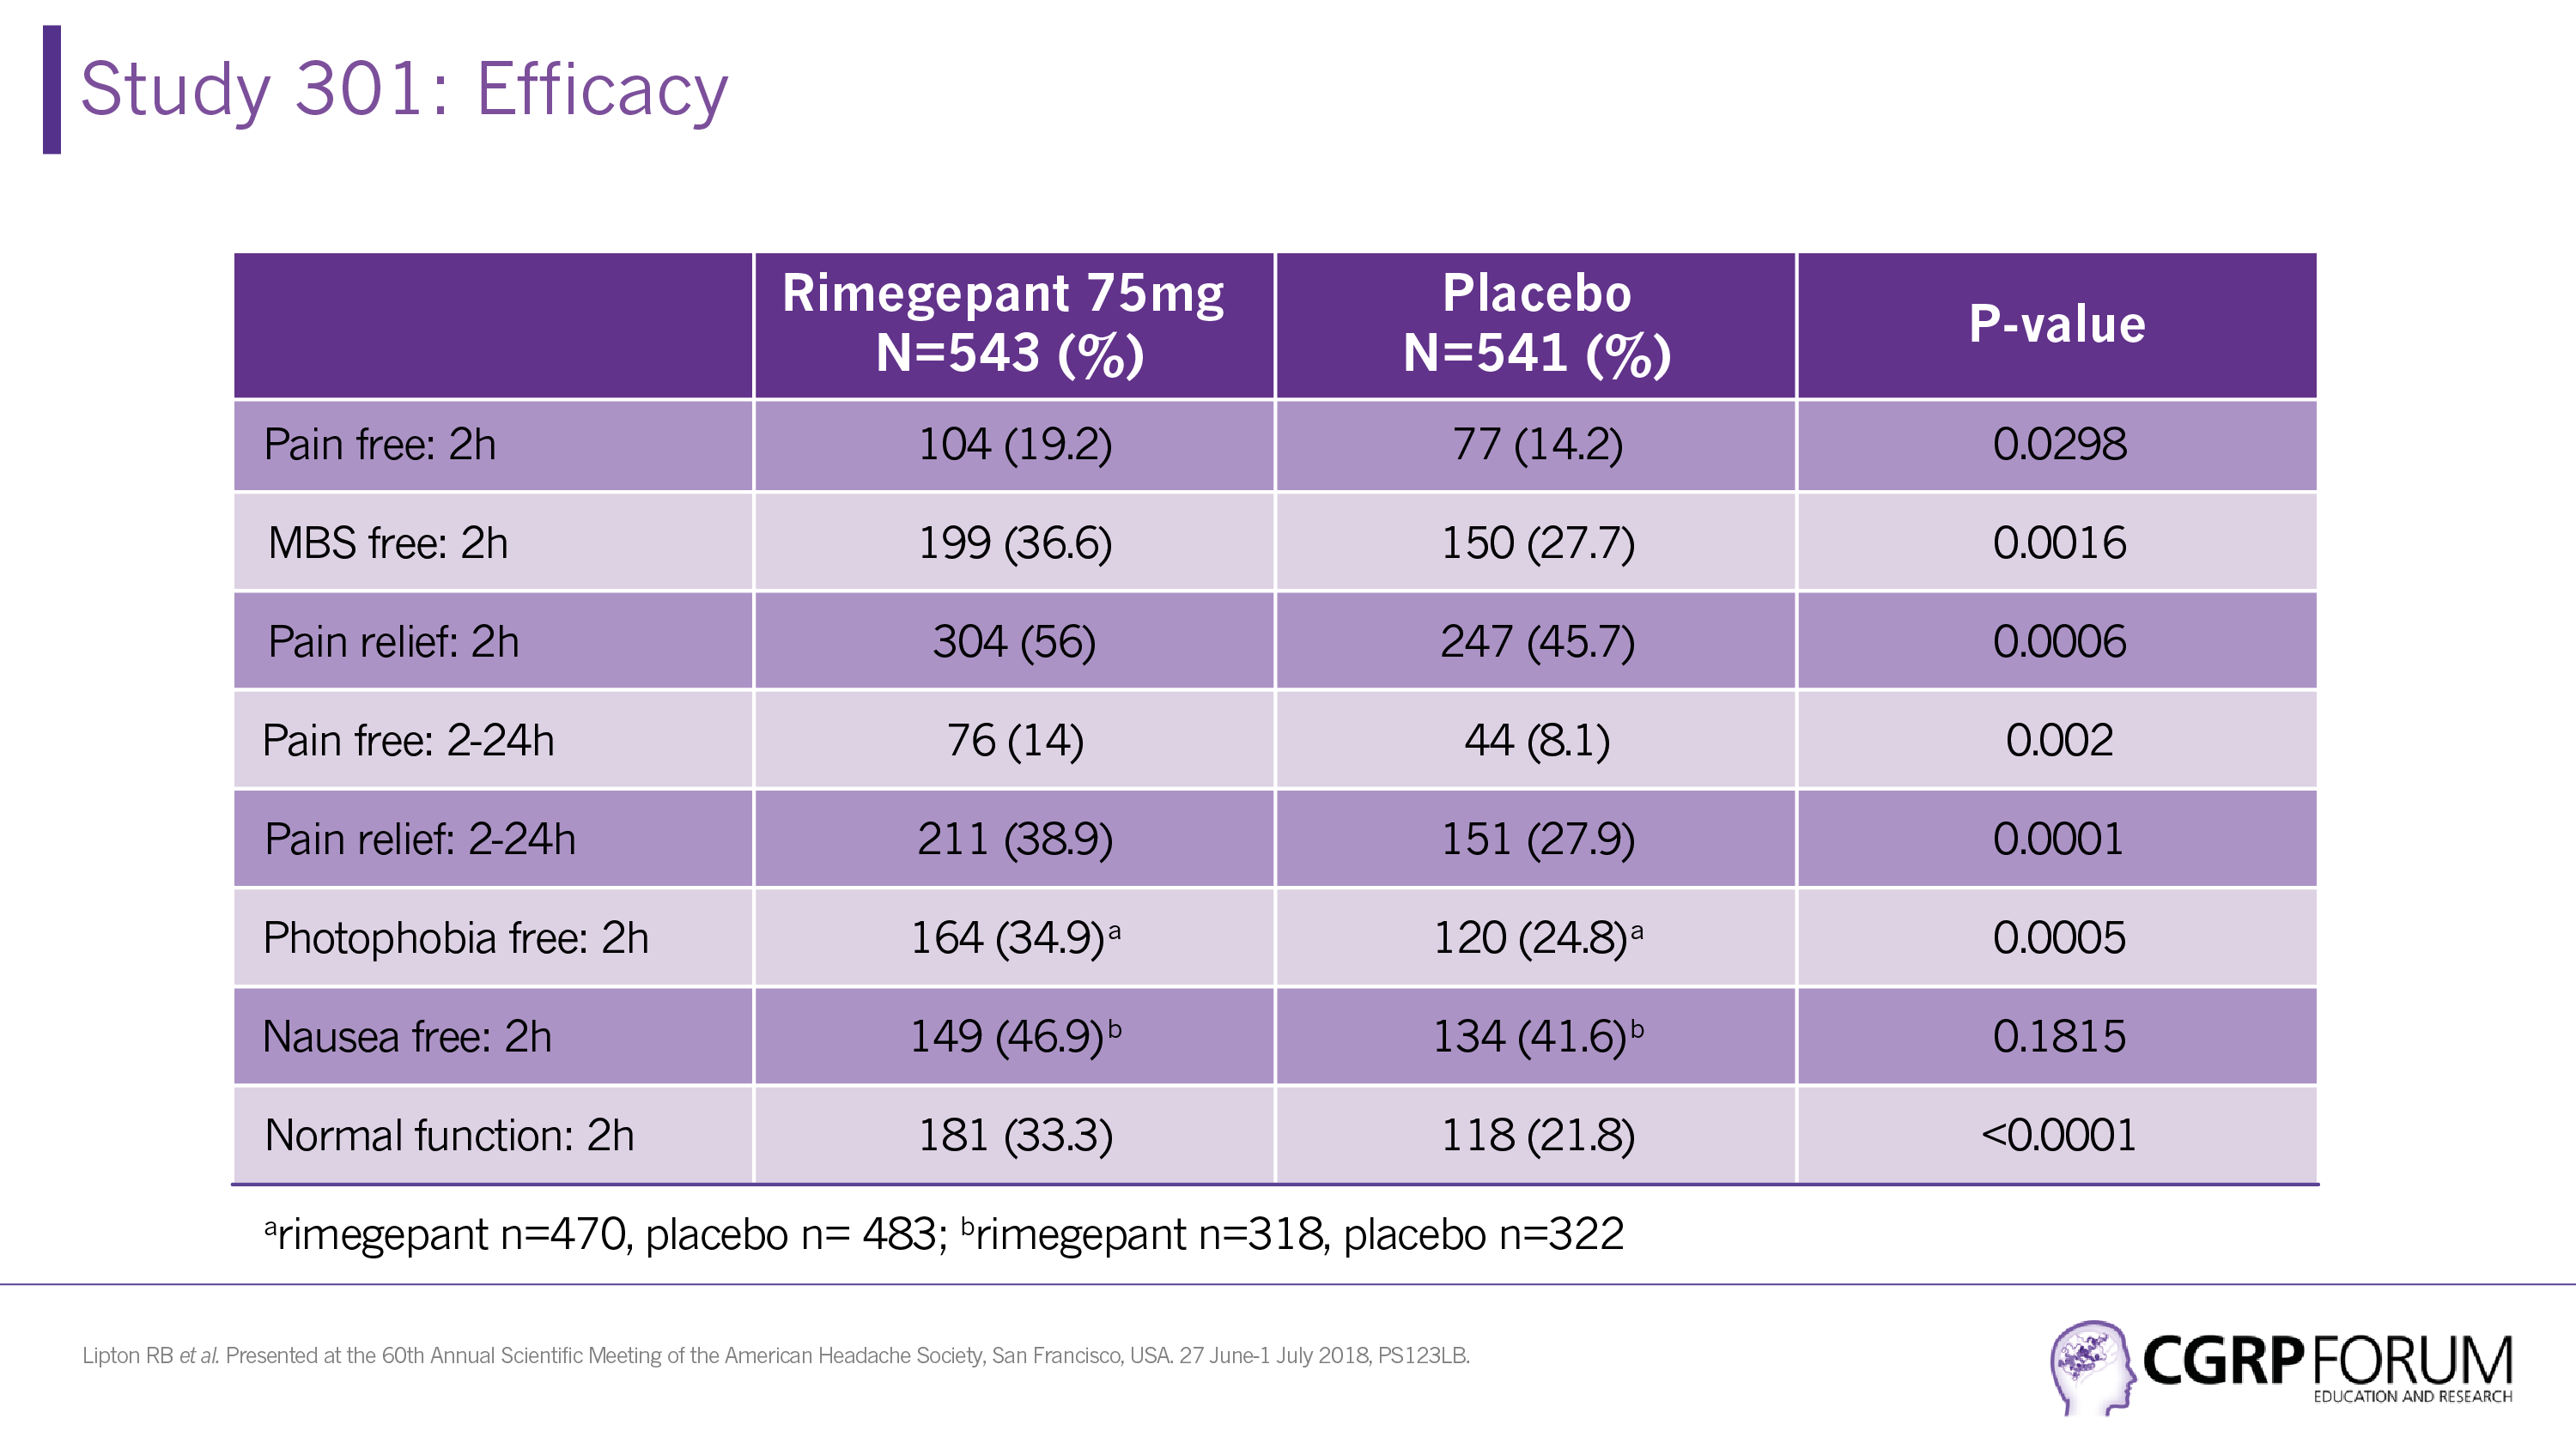 Study 301: Efficacy
Rimegepant 75mg N=543 (%) Placebo N=541 (%) P-value
Pain free: 2h 104 (19.2) 77 (14.2) 0.0298
MBS free: 2h 199 (36.6) 150 (27.7) 0.0016
Pain relief: 2h 304 (56) 247 (45.7) 0.0006
Pain free: 2-24h 76 (14) 44 (8.1) 0.002
Pain relief: 2-24h 211 (38.9) 151 (27.9) 0.0001
Photophobia free: 2h 164 (34.9)ᵃ 120 (24.8)ᵃ 0.0005
Nausea free: 2h 149 (46.9)ᵇ 134 (41.6)ᵇ 0.1815
Normal function: 2h 181 (33.3) 118 (21.8) <0.0001
ᵃrimegepant n=470, placebo n= 483; ᵇrimegepant n=318, placebo n=322
Lipton RB et al. Presented at the 60th Annual Scientific Meeting of the American Headache Society, San Francisco, USA. 27 June-1 July 2018, PS123LB.
CGRP FORUM
EDUCATION AND RESEARCH